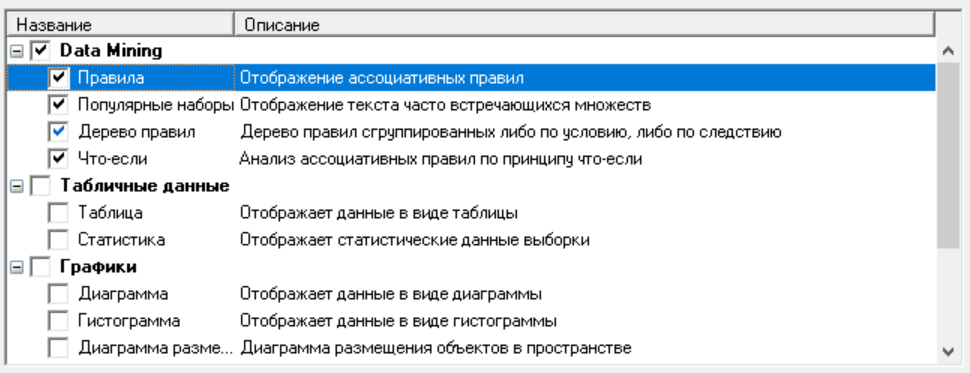 Название Описание
Data Mining
Правила Отображение ассоциативных правил
Популярные наборы Отображение текста часто встречающихся множеств
Дерево правил Дерево правил сгруппированных либо по условию, либо по следствию
Что-если Анализ ассоциативных правил по принципу что-если
Табличные данные
Таблица Отображает данные в виде таблицы
Статистика Отображает статистические данные выборки
Графики
Диаграмма Отображает данные в виде диаграммы
Гистограмма Отображает данные в виде гистограммы
Диаграмма разме... Диаграмма размещения объектов в пространстве